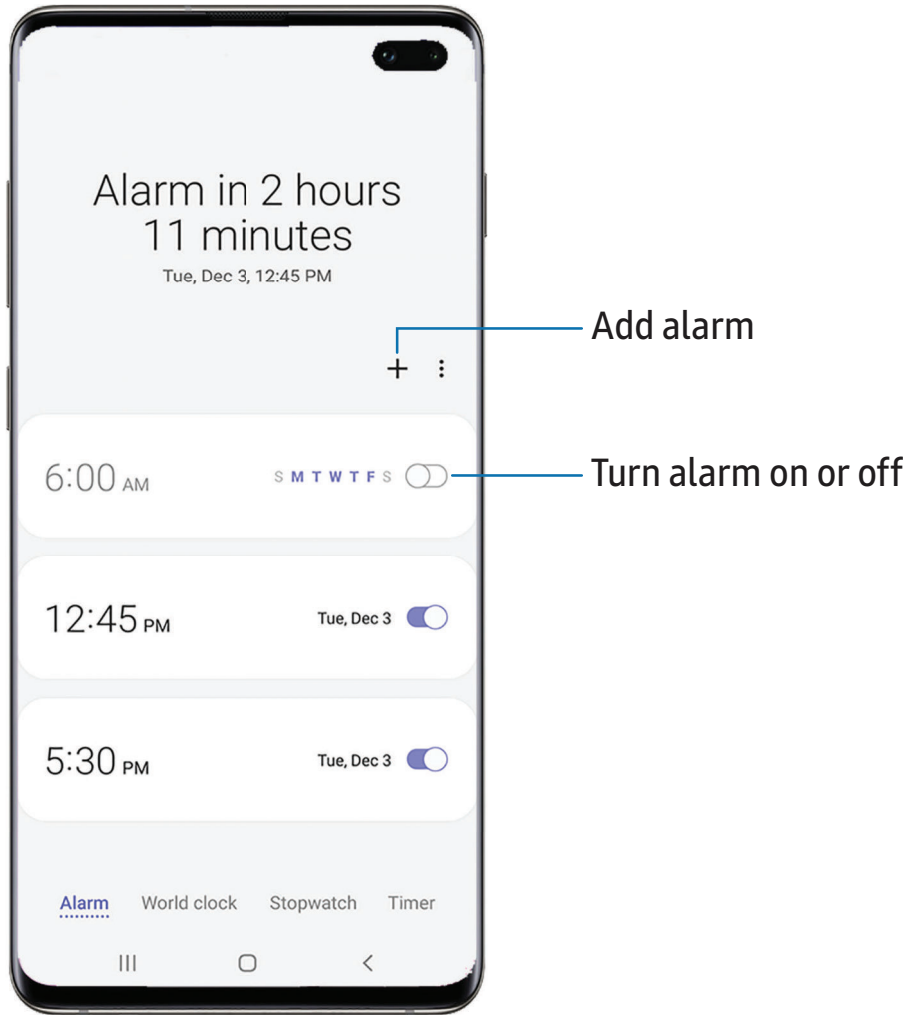 Alarm in 2 hours
11 minutes
Tue, Dec 3, 12:45 PM
Add alarm
6:00 AM S M T W T F S
Turn alarm on or off
12:45 PM Tue, Dec 3
5:30 PM Tue, Dec 3
Alarm World clock Stopwatch Timer